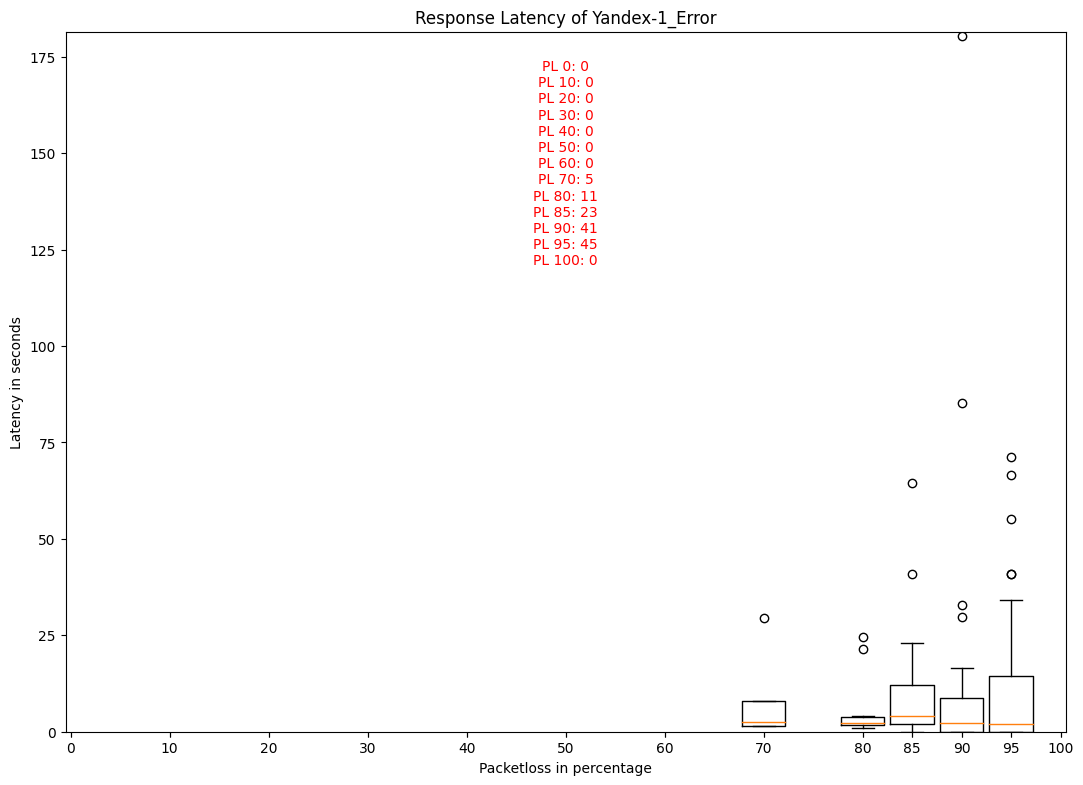 Response Latency of Yandex-1_Error
175
150
125
100
75
50
25
0
Latency in seconds
PL 0: 0
PL 10: 0
PL 20: 0
PL 30: 0
PL 40: 0
PL 50: 0
PL 60: 0
PL 70: 5
PL 80: 11
PL 85: 23
PL 90: 41
PL 95: 45
PL 100: 0
0 10 20 30 40 50 60 70 80 85 90 95 100
Packetloss in percentage